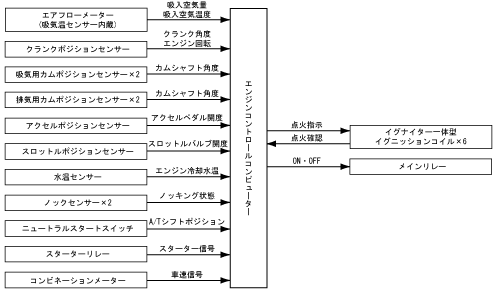 エアフローメーター
(吸気温センサー内蔵)
吸入空気量
吸入空気温度
クランクポジションセンサー
クランク角度
エンジン回転
吸気用カムポジションセンサー×2
カムシャフト角度
排気用カムポジションセンサー×2
カムシャフト角度
アクセルポジションセンサー
アクセルペダル開度
スロットルポジションセンサー
スロットルバルブ開度
水温センサー
エンジン冷却水温
ノックセンサー×2
ノッキング状態
ニュートラルスタートスイッチ
A/Tシフトポジション
スターターリレー
スターター信号
コンビネーションメーター
車速信号
エンジンコントロールコンピューター
点火指示
点火確認
イグナイター一体型
イグニッションコイル×6
ON・OFF
メインリレー